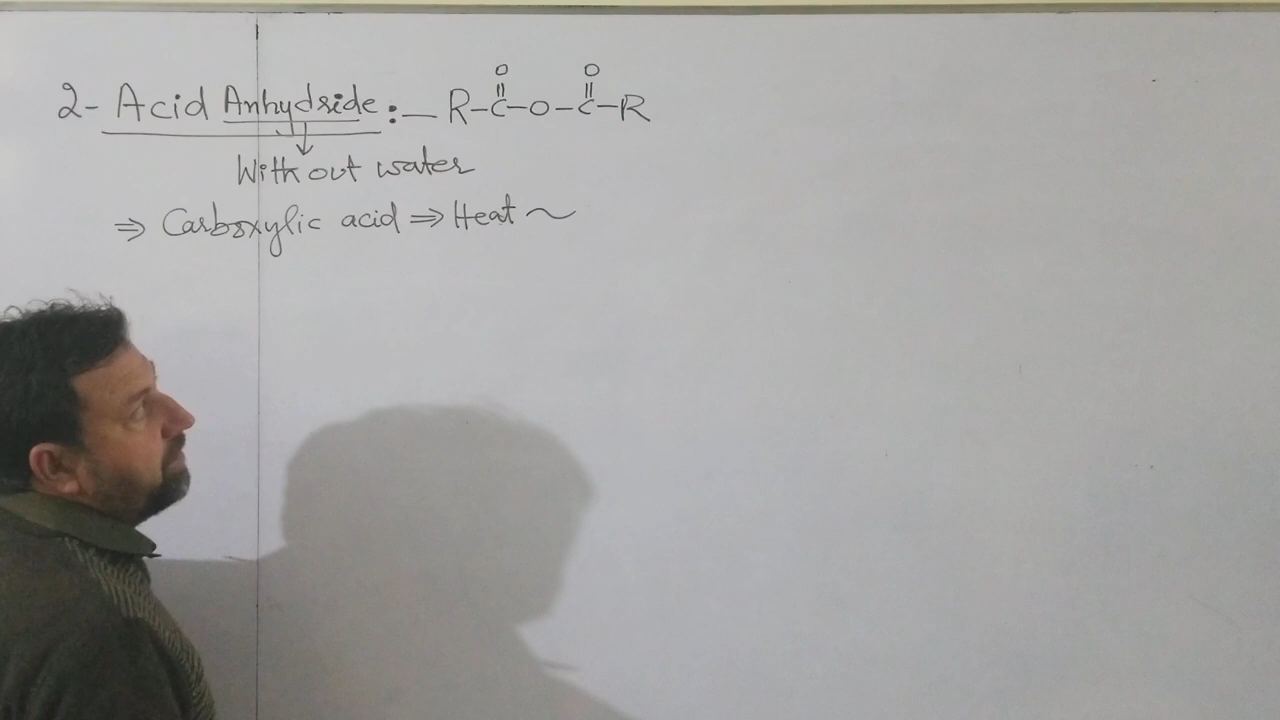 O O
2- Acid Anhydride :— R-C-O-C-R
Without water
⇒ Carboxylic acid ⇒ Heat ~